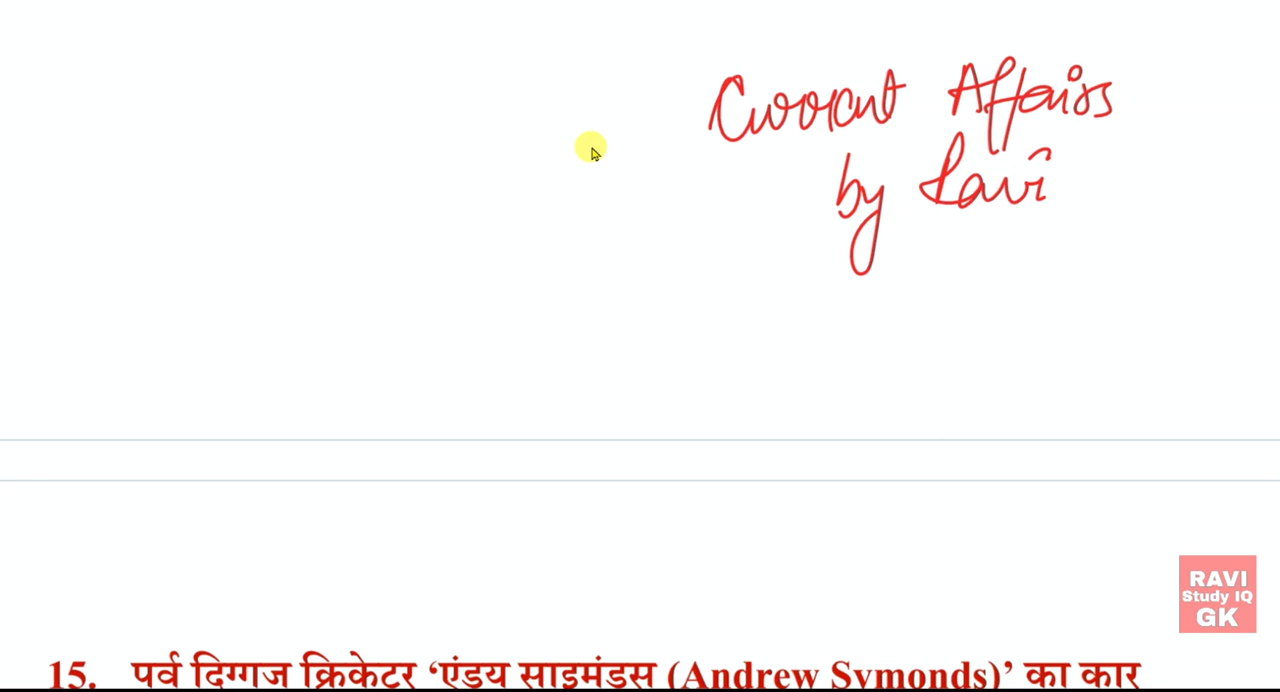 Current Affairs
by Ravi
RAVI
Study IQ
GK
15. पूर्व दिग्गज क्रिकेटर ‘एंड्रयू साइमंड्स (Andrew Symonds)’ का कार